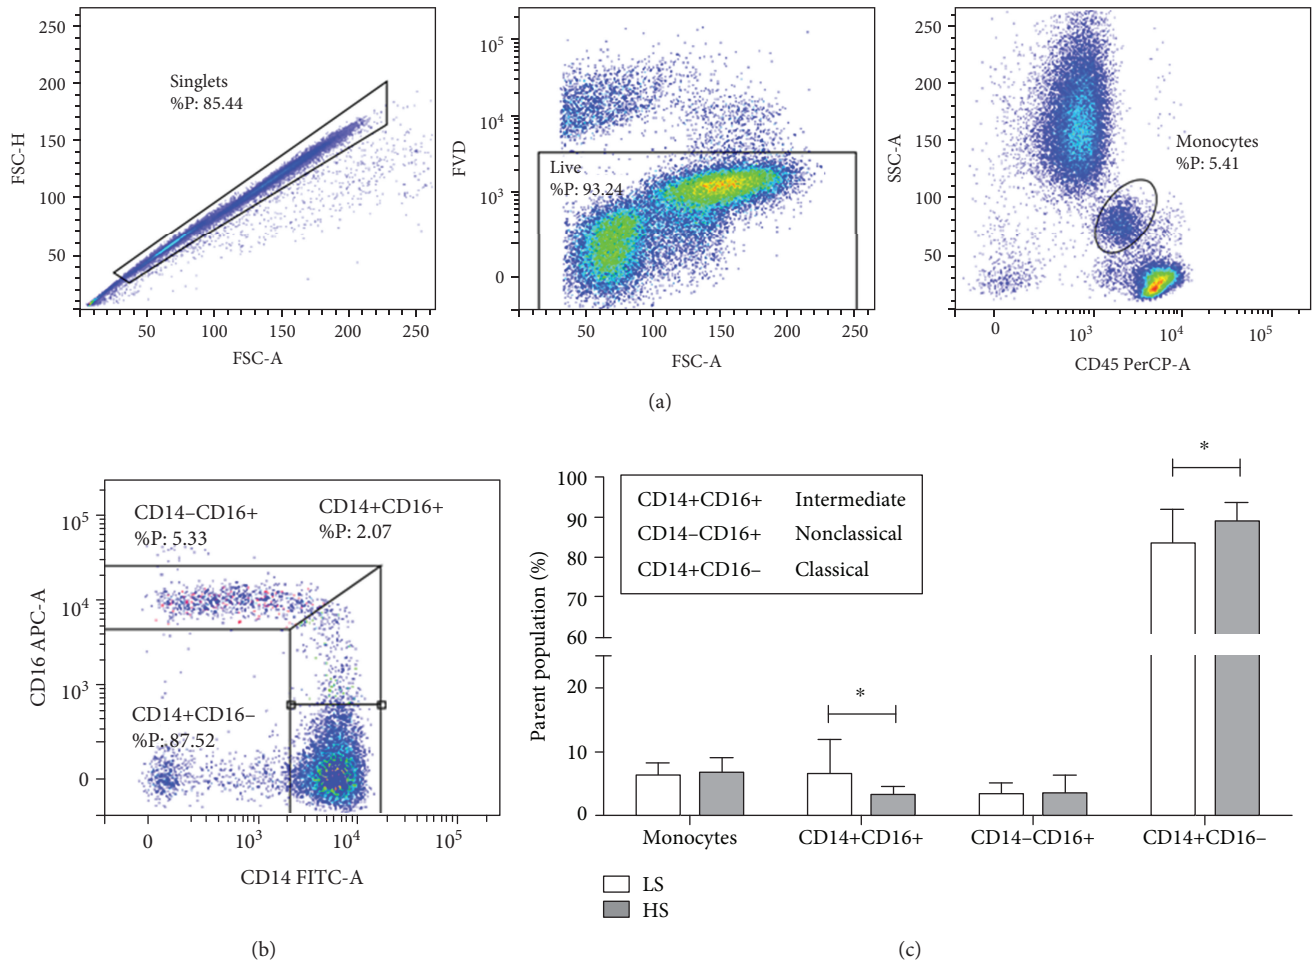 250
200
150
100
50
FSC-H
Singlets
%P: 85.44
50 100 150 200 250
FSC-A
10^5
10^4
10^3
0
FVD
Live
%P: 93.24
50 100 150 200 250
FSC-A
250
200
150
100
50
SSC-A
Monocytes
%P: 5.41
0 10^3 10^4 10^5
CD45 PerCP-A
(a)
10^5
10^4
10^3
0
CD16 APC-A
CD14–CD16+
%P: 5.33
CD14+CD16+
%P: 2.07
CD14+CD16–
%P: 87.52
0 10^3 10^4 10^5
CD14 FITC-A
(b)
100
90
80
70
60
20
10
0
Parent population (%)
CD14+CD16+ Intermediate
CD14–CD16+ Nonclassical
CD14+CD16– Classical
*
*
Monocytes CD14+CD16+ CD14–CD16+ CD14+CD16–
LS
HS
(c)